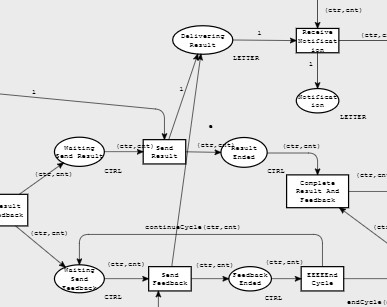 (ctr,cnt)
Delivering
Result
1
Receive
Notificat
ion
(ctr,c
LETTER
1
1
1
Notificat
ion
LETTER
Waiting
Send Result
(ctr,cnt)
Send
Result
(ctr,cnt)
Result
Ended
(ctr,cnt)
CTRL
CTRL
(ctr,cnt)
Complete
Result And
Feedback
(ctr,cnt
esult
edback
(ctr,cnt)
continueCycle(ctr,cnt)
(ct
Waiting
Send
Feedback
(ctr,cnt)
Send
Feedback
(ctr,cnt)
Feedback
Ended
(ctr,cnt)
EEEEEnd
Cycle
CTRL
CTRL
endCycle(